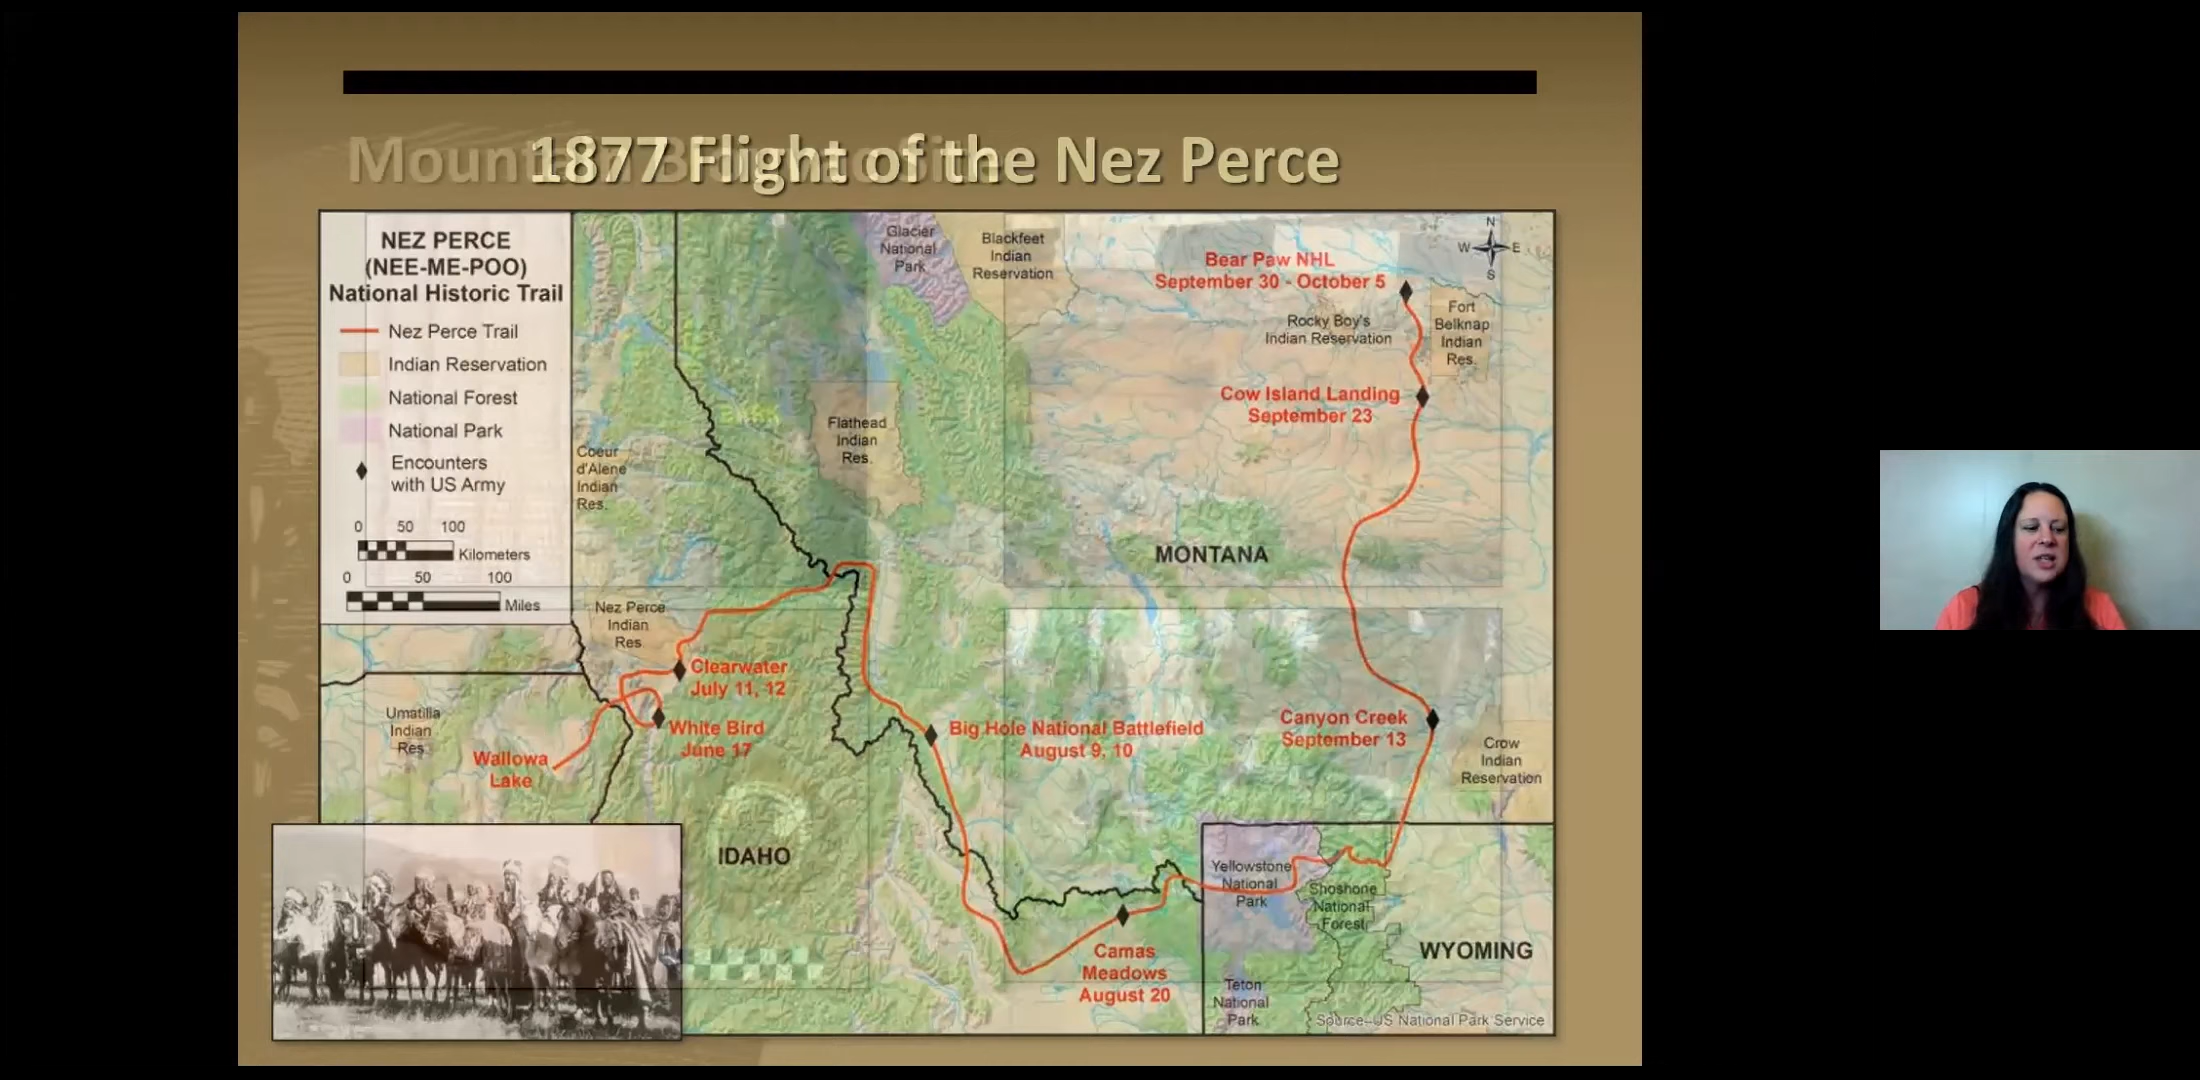 1877 Flight of the Nez Perce
NEZ PERCE
(NEE-ME-POO)
National Historic Trail
Nez Perce Trail
Indian Reservation
National Forest
National Park
Encounters
with US Army
0 50 100
Kilometers
0 50 100
Miles
Glacier
National
Park
Blackfeet
Indian
Reservation
Bear Paw NHL
September 30 - October 5
N
W E
S
Rocky Boy's
Indian Reservation
Fort
Belknap
Indian
Res.
Cow Island Landing
September 23
Flathead
Indian
Res.
Coeur
d'Alene
Indian
Res.
MONTANA
Nez Perce
Indian
Res
Clearwater
July 11, 12
White Bird
June 17
Umatilla
Indian
Res
Wallowa
Lake
Big Hole National Battlefield
August 9, 10
Canyon Creek
September 13
Crow
Indian
Reservation
IDAHO
Yellowstone
National
Park
Shoshone
National
Forest
WYOMING
Camas
Meadows
August 20
Teton
National
Park
Source–US National Park Service